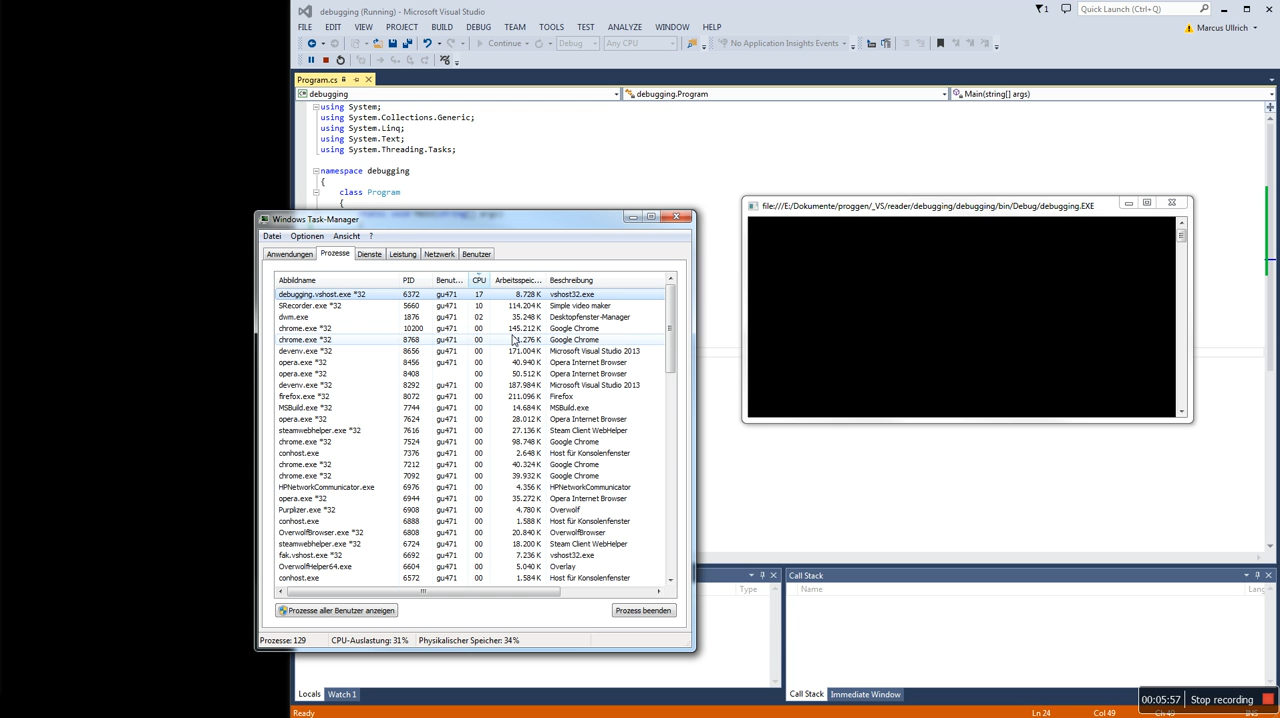 debugging (Running) - Microsoft Visual Studio
1
Quick Launch (Ctrl+Q)
FILE EDIT VIEW PROJECT BUILD DEBUG TEAM TOOLS TEST ANALYZE WINDOW HELP
Marcus Ullrich
Continue Debug Any CPU No Application Insights Events
Program.cs
debugging debugging.Program Main(string[] args)
using System;
using System.Collections.Generic;
using System.Linq;
using System.Text;
using System.Threading.Tasks;
namespace debugging
{
class Program
{
Windows Task-Manager
Datei Optionen Ansicht ?
Anwendungen Prozesse Dienste Leistung Netzwerk Benutzer
Abbildname PID Benut... CPU Arbeitsspeic... Beschreibung
debugging.vshost.exe *32 6372 gu471 17 8.728 K vshost32.exe
SRecorder.exe *32 5660 gu471 10 114.204 K Simple video maker
dwm.exe 1876 gu471 02 35.248 K Desktopfenster-Manager
chrome.exe *32 10200 gu471 00 145.212 K Google Chrome
chrome.exe *32 8768 gu471 00 Google Chrome
devenv.exe *32 8656 gu471 00 171.004 K Microsoft Visual Studio 2013
opera.exe *32 8456 gu471 00 40.940 K Opera Internet Browser
opera.exe *32 8408 00 50.512 K Opera Internet Browser
devenv.exe *32 8292 gu471 00 187.984 K Microsoft Visual Studio 2013
firefox.exe *32 8072 gu471 00 211.096 K Firefox
MSBuild.exe *32 7744 gu471 00 14.684 K MSBuild.exe
opera.exe *32 7624 gu471 00 28.012 K Opera Internet Browser
steamwebhelper.exe *32 7616 gu471 00 27.136 K Steam Client WebHelper
chrome.exe *32 7524 gu471 00 98.748 K Google Chrome
conhost.exe 7376 gu471 00 2.648 K Host für Konsolenfenster
chrome.exe *32 7212 gu471 00 40.324 K Google Chrome
chrome.exe *32 7092 gu471 00 39.932 K Google Chrome
HPNetworkCommunicator.exe 6976 gu471 00 4.356 K HPNetworkCommunicator
opera.exe *32 6944 gu471 00 35.272 K Opera Internet Browser
Purplizer.exe *32 6908 gu471 00 4.780 K Overwolf
conhost.exe 6888 gu471 00 1.588 K Host für Konsolenfenster
OverwolfBrowser.exe *32 6808 gu471 00 20.840 K OverwolfBrowser
steamwebhelper.exe *32 6724 gu471 00 18.200 K Steam Client WebHelper
fak.vshost.exe *32 6692 gu471 00 7.236 K vshost32.exe
OverwolfHelper64.exe 6604 gu471 00 5.040 K Overlay
conhost.exe 6572 gu471 00 1.584 K Host für Konsolenfenster
Prozesse aller Benutzer anzeigen Prozess beenden
Prozesse: 129 CPU-Auslastung: 31% Physikalischer Speicher: 34%
file:///E:/Dokumente/proggen/_VS/reader/debugging/debugging/bin/Debug/debugging.EXE
Type
Call Stack
Name Lang
Locals Watch 1
Call Stack Immediate Window
Ready Ln 24 Col 49 Ch 49 INS
00:05:57 Stop recording